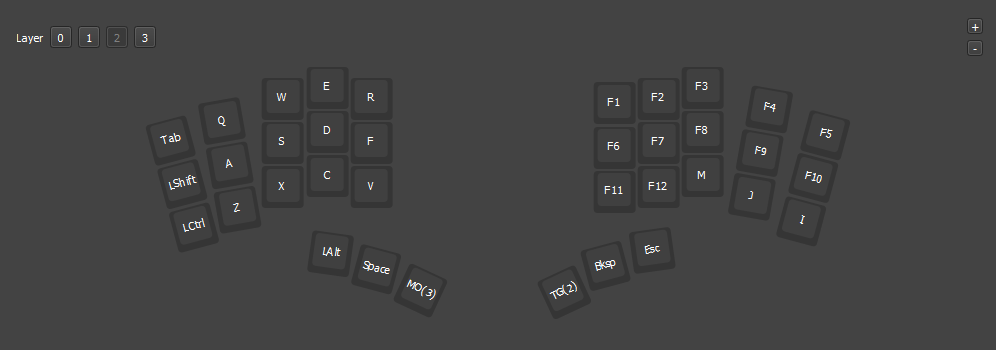 Layer 0 1 2 3
+
-
Tab Q W E R
LShift A S D F
LCtrl Z X C V
LAlt Space MO(3)
F1 F2 F3 F4 F5
F6 F7 F8 F9 F10
F11 F12 M J I
TG(2) Bksp Esc